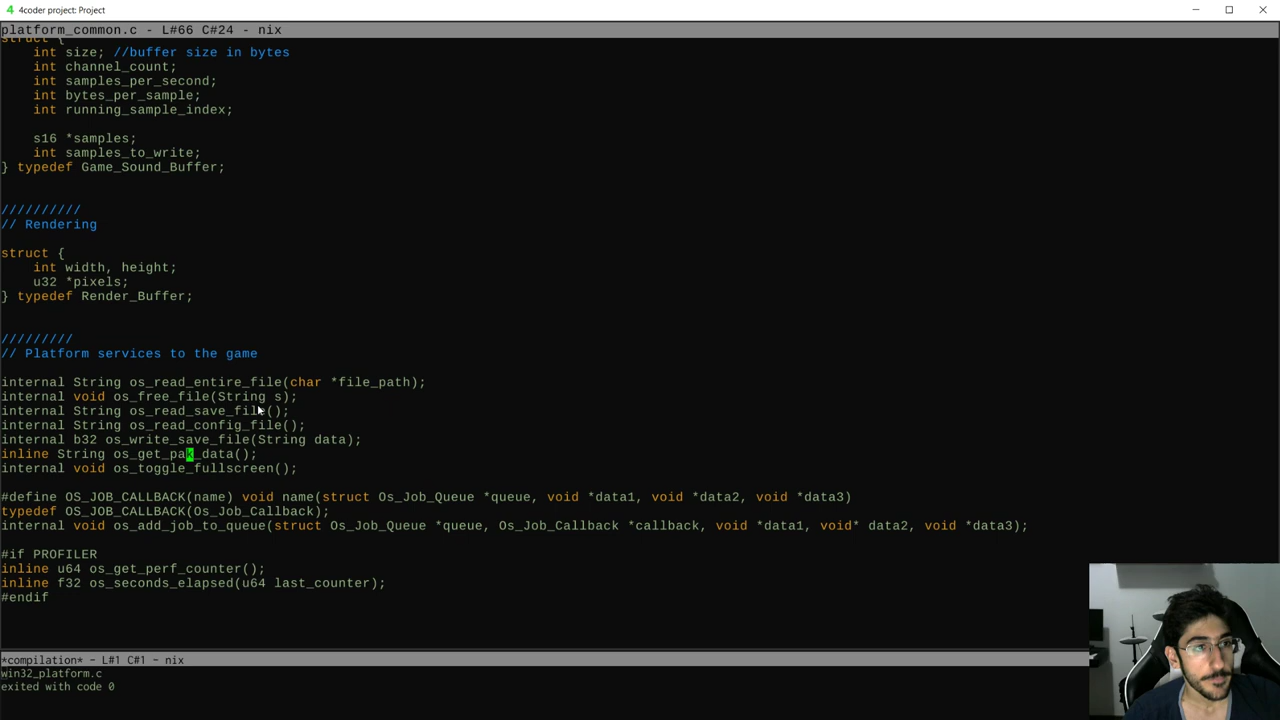 4 4coder project: Project
platform_common.c - L#66 C#24 - nix
struct {
    int size; //buffer size in bytes
    int channel_count;
    int samples_per_second;
    int bytes_per_sample;
    int running_sample_index;
    s16 *samples;
    int samples_to_write;
} typedef Game_Sound_Buffer;
//////////
// Rendering
struct {
    int width, height;
    u32 *pixels;
} typedef Render_Buffer;
/////////
// Platform services to the game
internal String os_read_entire_file(char *file_path);
internal void os_free_file(String s);
internal String os_read_save_file();
internal String os_read_config_file();
internal b32 os_write_save_file(String data);
inline String os_get_pak_data();
internal void os_toggle_fullscreen();
#define OS_JOB_CALLBACK(name) void name(struct Os_Job_Queue *queue, void *data1, void *data2, void *data3)
typedef OS_JOB_CALLBACK(Os_Job_Callback);
internal void os_add_job_to_queue(struct Os_Job_Queue *queue, Os_Job_Callback *callback, void *data1, void* data2, void *data3);
#if PROFILER
inline u64 os_get_perf_counter();
inline f32 os_seconds_elapsed(u64 last_counter);
#endif
*compilation* - L#1 C#1 - nix
win32_platform.c
exited with code 0